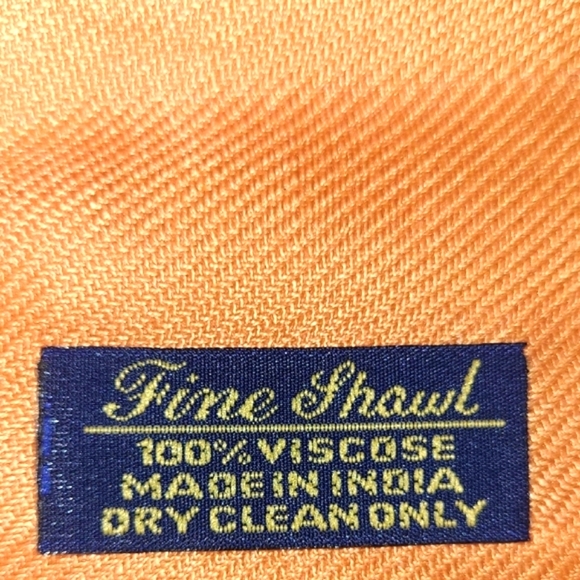 Fine Shawl
100% VISCOSE
MADE IN INDIA
DRY CLEAN ONLY